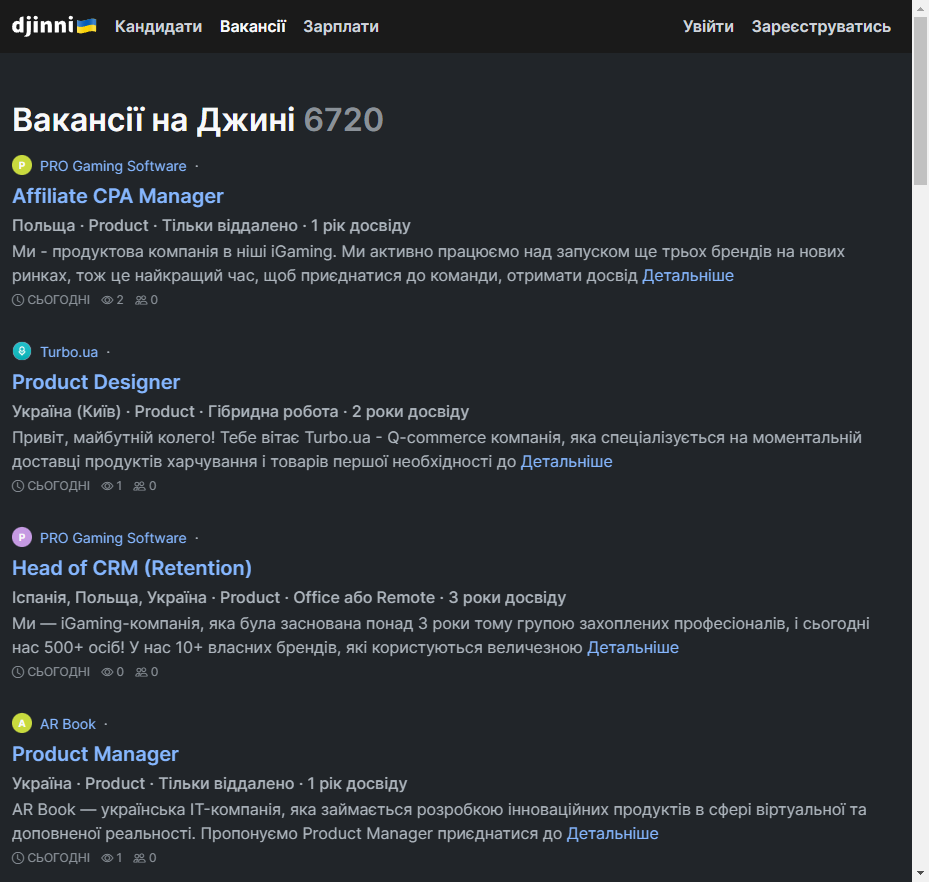 djinni Кандидати Вакансії Зарплати Увійти Зареєструватись
Вакансії на Джині 6720
P PRO Gaming Software ·
Affiliate CPA Manager
Польща · Product · Тільки віддалено · 1 рік досвіду
Ми - продуктова компанія в ніші iGaming. Ми активно працюємо над запуском ще трьох брендів на нових
ринках, тож це найкращий час, щоб приєднатися до команди, отримати досвід Детальніше
СЬОГОДНІ 2 0
Turbo.ua ·
Product Designer
Україна (Київ) · Product · Гібридна робота · 2 роки досвіду
Привіт, майбутній колего! Тебе вітає Turbo.ua - Q-commerce компанія, яка спеціалізується на моментальній
доставці продуктів харчування і товарів першої необхідності до Детальніше
СЬОГОДНІ 1 0
P PRO Gaming Software ·
Head of CRM (Retention)
Іспанія, Польща, Україна · Product · Office або Remote · 3 роки досвіду
Ми — iGaming-компанія, яка була заснована понад 3 роки тому групою захоплених професіоналів, і сьогодні
нас 500+ осіб! У нас 10+ власних брендів, які користуються величезною Детальніше
СЬОГОДНІ 0 0
A AR Book ·
Product Manager
Україна · Product · Тільки віддалено · 1 рік досвіду
AR Book — українська IT-компанія, яка займається розробкою інноваційних продуктів в сфері віртуальної та
доповненої реальності. Пропонуємо Product Manager приєднатися до Детальніше
СЬОГОДНІ 1 0